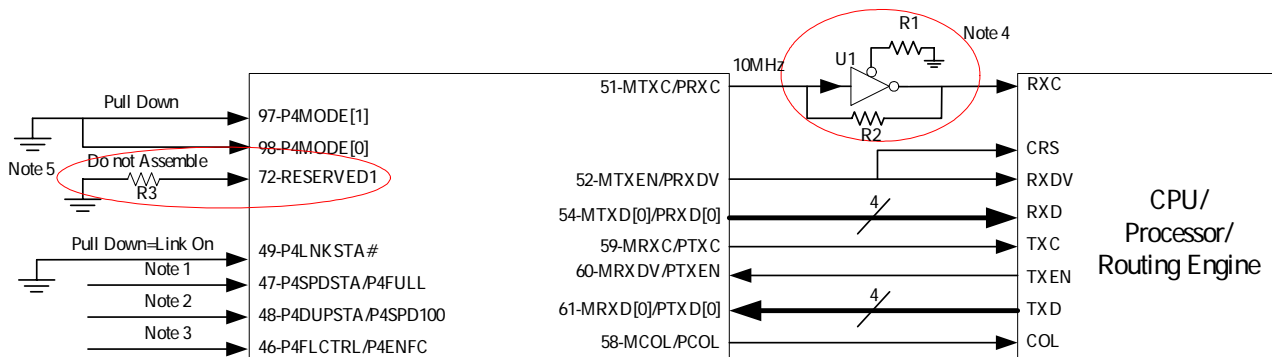 Pull Down
97-P4MODE[1]
98-P4MODE[0]
Note 5
Do not Assemble
R3
72-RESERVED1
Pull Down=Link On
49-P4LNKSTA#
Note 1
47-P4SPDSTA/P4FULL
Note 2
48-P4DUPSTA/P4SPD100
Note 3
46-P4FLCTRL/P4ENFC
51-MTXC/PRXC
10MHz
U1
R1
R2
Note 4
52-MTXEN/PRXDV
54-MTXD[0]/PRXD[0]
4
59-MRXC/PTXC
60-MRXDV/PTXEN
61-MRXD[0]/PTXD[0]
4
58-MCOL/PCOL
RXC
CRS
RXDV
RXD
TXC
TXEN
TXD
COL
CPU/
Processor/
Routing Engine